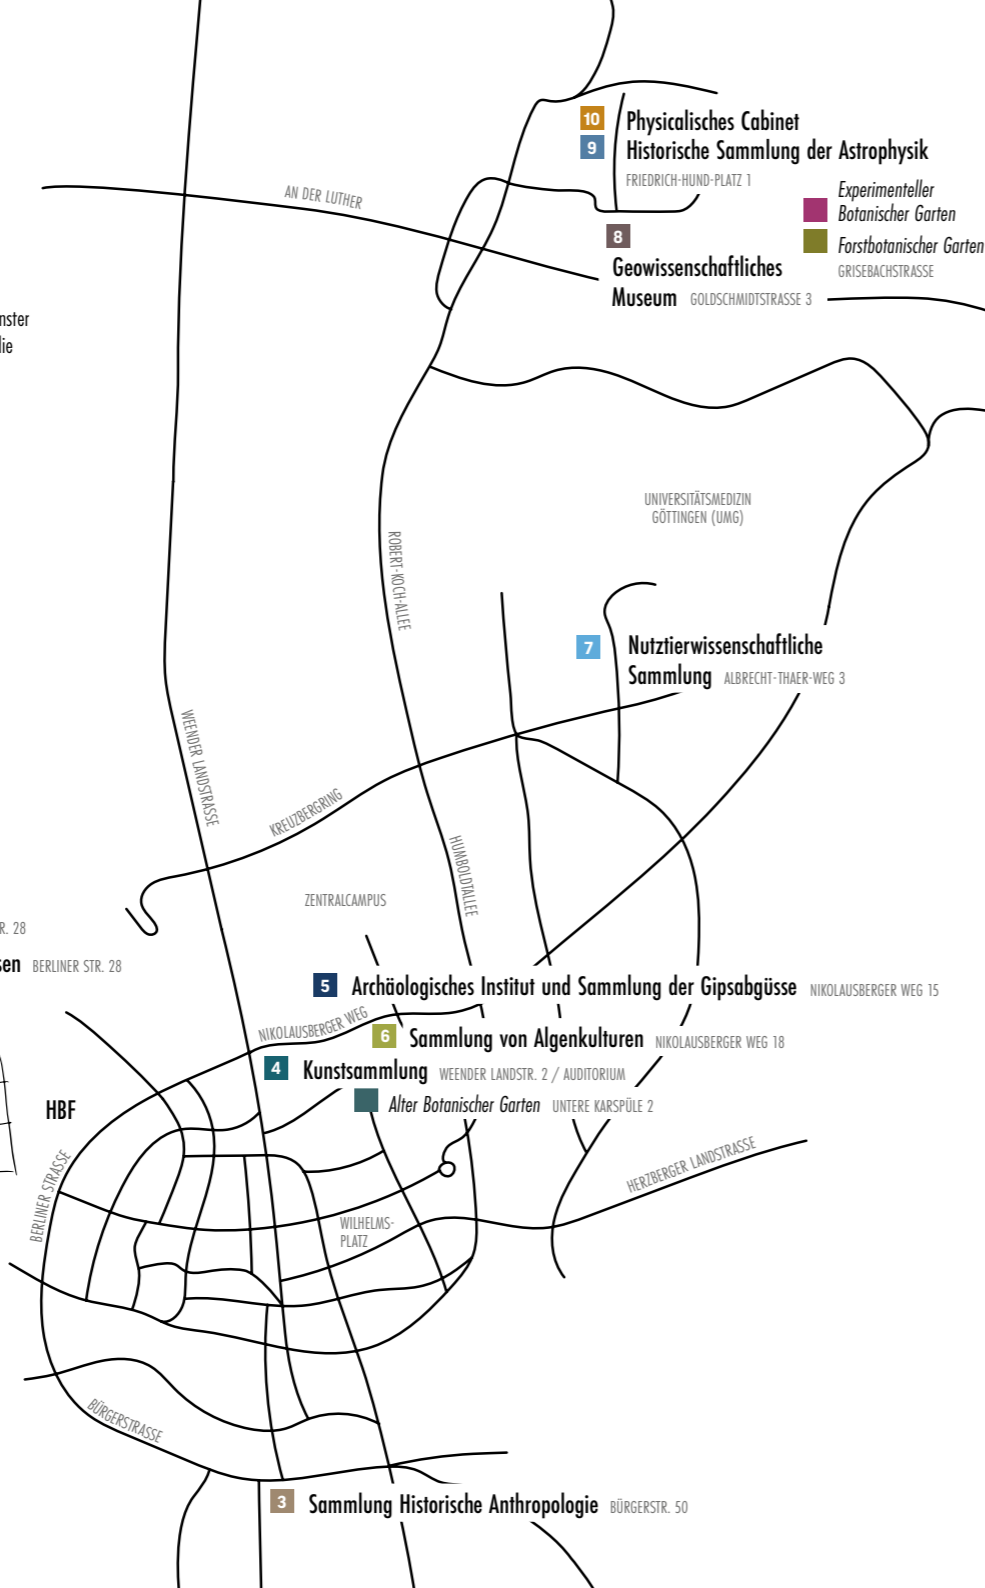 10 Physicalisches Cabinet
9 Historische Sammlung der Astrophysik
FRIEDRICH-HUND-PLATZ 1
AN DER LUTHER
Experimenteller
Botanischer Garten
8
Forstbotanischer Garten
GRISEBACHSTRASSE
Geowissenschaftliches
Museum GOLDSCHMIDTSTRASSE 3
nster
lie
UNIVERSITÄTSMEDIZIN
GÖTTINGEN (UMG)
ROBERT-KOCH-ALLEE
7 Nutztierwissenschaftliche
Sammlung ALBRECHT-THAER-WEG 3
WEENDER LANDSTRASSE
KREUZBERGRING
HUMBOLDTALLEE
ZENTRALCAMPUS
R. 28
sen BERLINER STR. 28
5 Archäologisches Institut und Sammlung der Gipsabgüsse NIKOLAUSBERGER WEG 15
NIKOLAUSBERGER WEG
6 Sammlung von Algenkulturen NIKOLAUSBERGER WEG 18
4 Kunstsammlung WEENDER LANDSTR. 2 / AUDITORIUM
Alter Botanischer Garten UNTERE KARSPÜLE 2
HBF
BERLINER STRASSE
HERZBERGER LANDSTRASSE
WILHELMS-
PLATZ
BÜRGERSTRASSE
3 Sammlung Historische Anthropologie BÜRGERSTR. 50